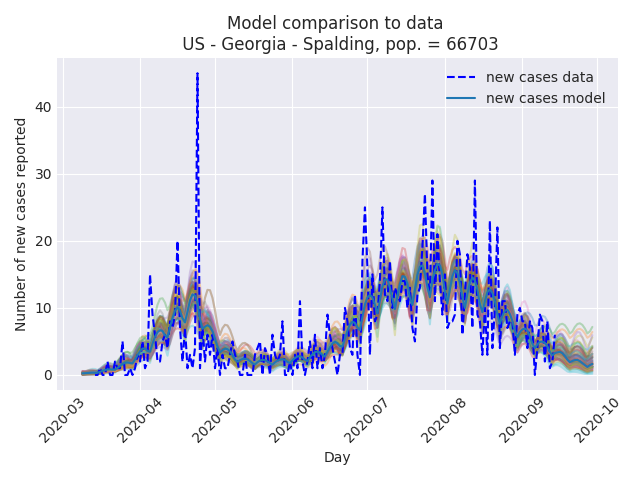 Model comparison to data
US - Georgia - Spalding, pop. = 66703
new cases data
new cases model
Number of new cases reported
40
30
20
10
0
2020-03
2020-04
2020-05
2020-06
2020-07
2020-08
2020-09
2020-10
Day